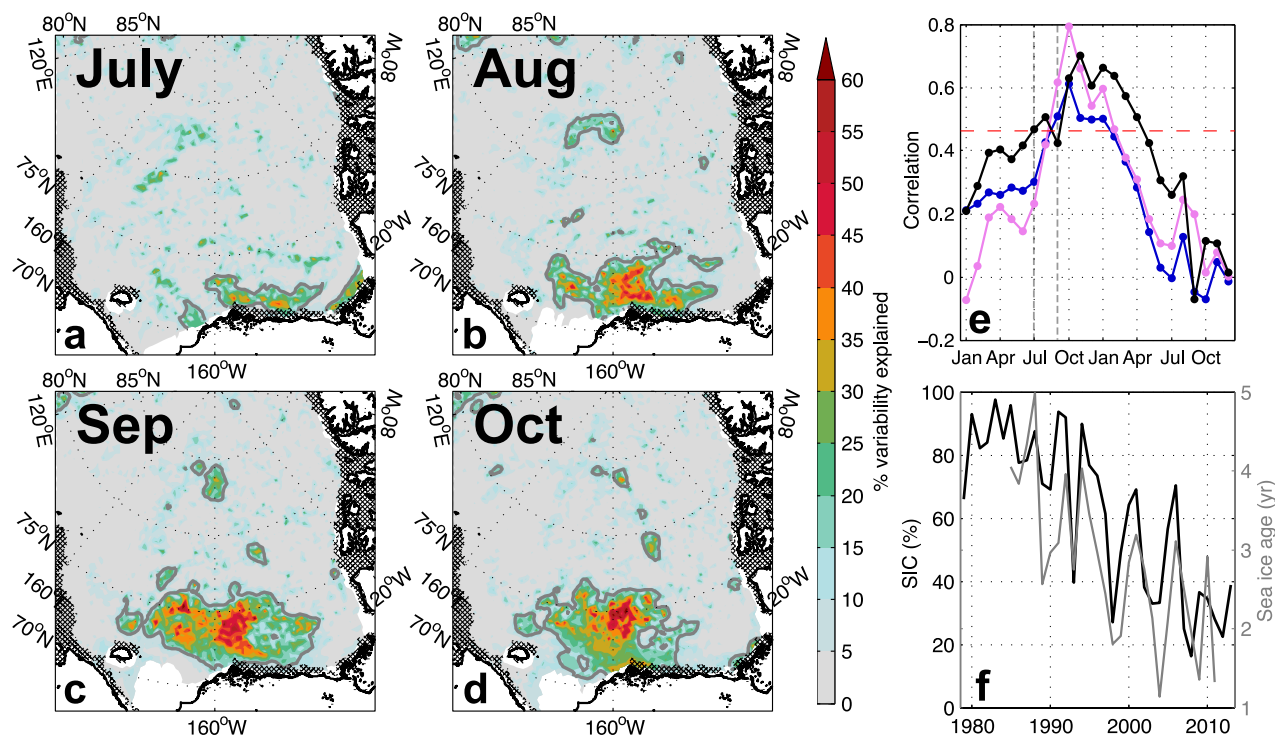 80°N 85°N
120°E
July
80°W
75°N
160°E
70°N
20°W
a
80°N 85°N
120°E
Aug
80°W
75°N
160°E
70°N
20°W
b
160°W
160°W
80°N 85°N
120°E
Sep
80°W
75°N
160°E
70°N
20°W
c
160°W
80°N 85°N
120°E
Oct
80°W
75°N
160°E
70°N
20°W
d
160°W
60
55
50
45
40
35
30
25
20
15
10
5
0
% variability explained
0.8
0.6
0.4
0.2
0
−0.2
Correlation
e
Jan Apr Jul Oct Jan Apr Jul Oct
100
80
60
40
20
0
SIC (%)
5
4
3
2
1
Sea ice age (yr)
f
1980 1990 2000 2010